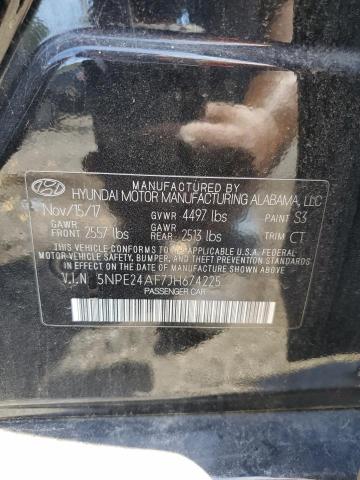 MANUFACTURED BY
HYUNDAI MOTOR MANUFACTURING ALABAMA, LLC
Nov/15/17 GVWR 4497 lbs PAINT S3
GAWR FRONT 2557 lbs GAWR REAR 2513 lbs TRIM CT
THIS VEHICLE CONFORMS TO ALL APPLICABLE U.S.A. FEDERAL
MOTOR VEHICLE SAFETY, BUMPER, AND THEFT PREVENTION
STANDARDS IN EFFECT ON THE DATE OF MANUFACTURE SHOWN
ABOVE.
V.I.N 5NPE24AF7JH674225
PASSENGER CAR